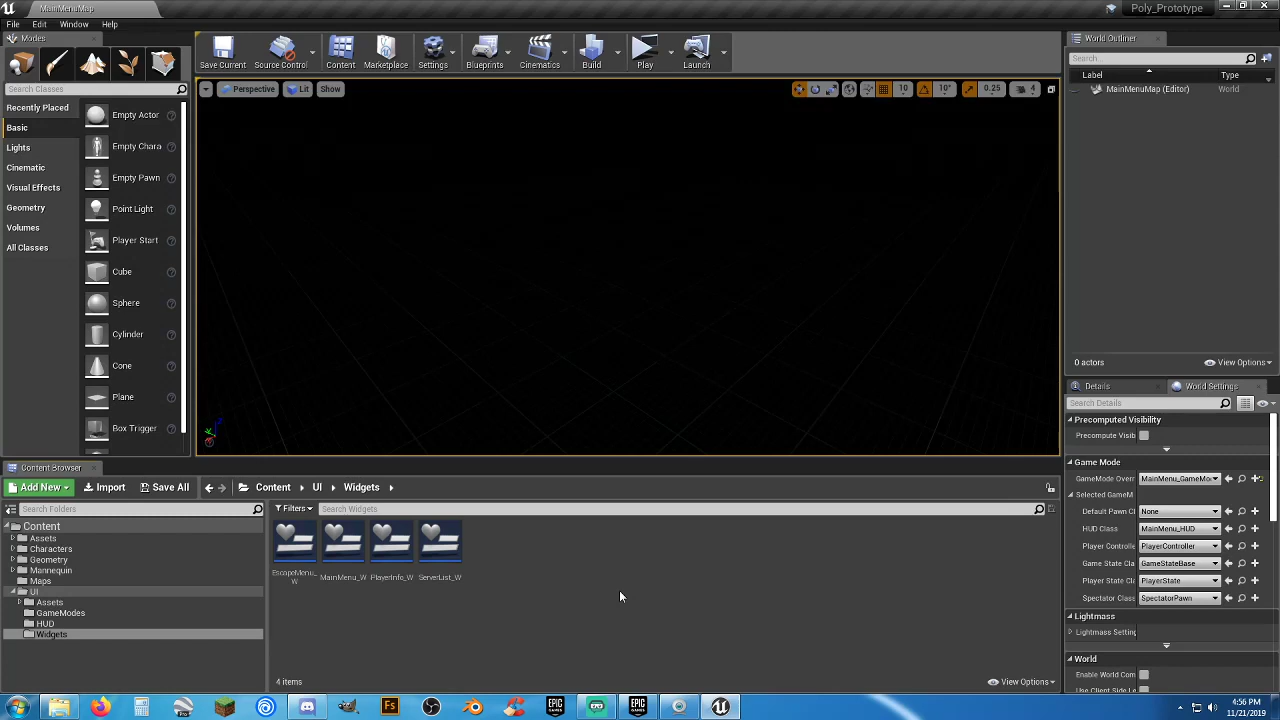 MainMenuMap
Poly_Prototype
File Edit Window Help
Modes
Search Classes
Recently Placed
Basic
Lights
Cinematic
Visual Effects
Geometry
Volumes
All Classes
Empty Actor
Empty Chara
Empty Pawn
Point Light
Player Start
Cube
Sphere
Cylinder
Cone
Plane
Box Trigger
Save Current Source Control Content Marketplace Settings Blueprints Cinematics Build Play Launch
Perspective Lit Show
10 10° 0.25 4
World Outliner
Search...
Label Type
MainMenuMap (Editor) World
0 actors View Options
Details World Settings
Search Details
Precomputed Visibility
Precompute Visib
Game Mode
GameMode Overr MainMenu_GameMo
Selected GameM
Default Pawn C None
HUD Class MainMenu_HUD
Player Controlle PlayerController
Game State Cla GameStateBase
Player State Cla PlayerState
Spectator Class SpectatorPawn
Lightmass
Lightmass Setting
World
Enable World Com
Use Client Side Le
Content Browser
Add New Import Save All Content UI Widgets
Search Folders
Filters Search Widgets
Content
Assets
Characters
Geometry
Mannequin
Maps
UI
Assets
GameModes
HUD
Widgets
EscapeMenu_
W
MainMenu_W PlayerInfo_W ServerList_W
4 items View Options
Pro
Fs
EPIC
GAMES
EPIC
GAMES
4:56 PM
11/21/2019